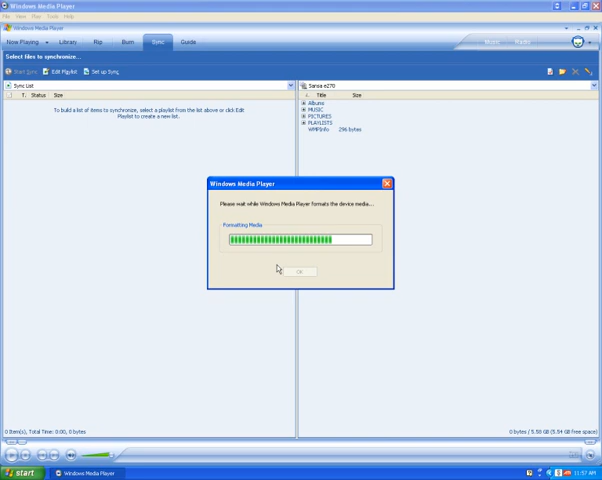 Windows Media Player
File View Play Tools Help
Windows Media Player
Now Playing Library Rip Burn Sync Guide Music Radio
Select files to synchronize...
Start Sync Edit Playlist Set up Sync
Sync List Sansa e270
T. Status Size Title Size
To build a list of items to synchronize, select a playlist from the list above or click Edit
Playlist to create a new list.
Albums
MUSIC
PICTURES
PLAYLISTS
WMPInfo 296 bytes
Windows Media Player
Please wait while Windows Media Player formats the device media...
Formatting Media
OK
0 Item(s), Total Time: 0:00, 0 bytes
0 bytes / 5.58 GB (5.54 GB free space)
start Windows Media Player 11:57 AM